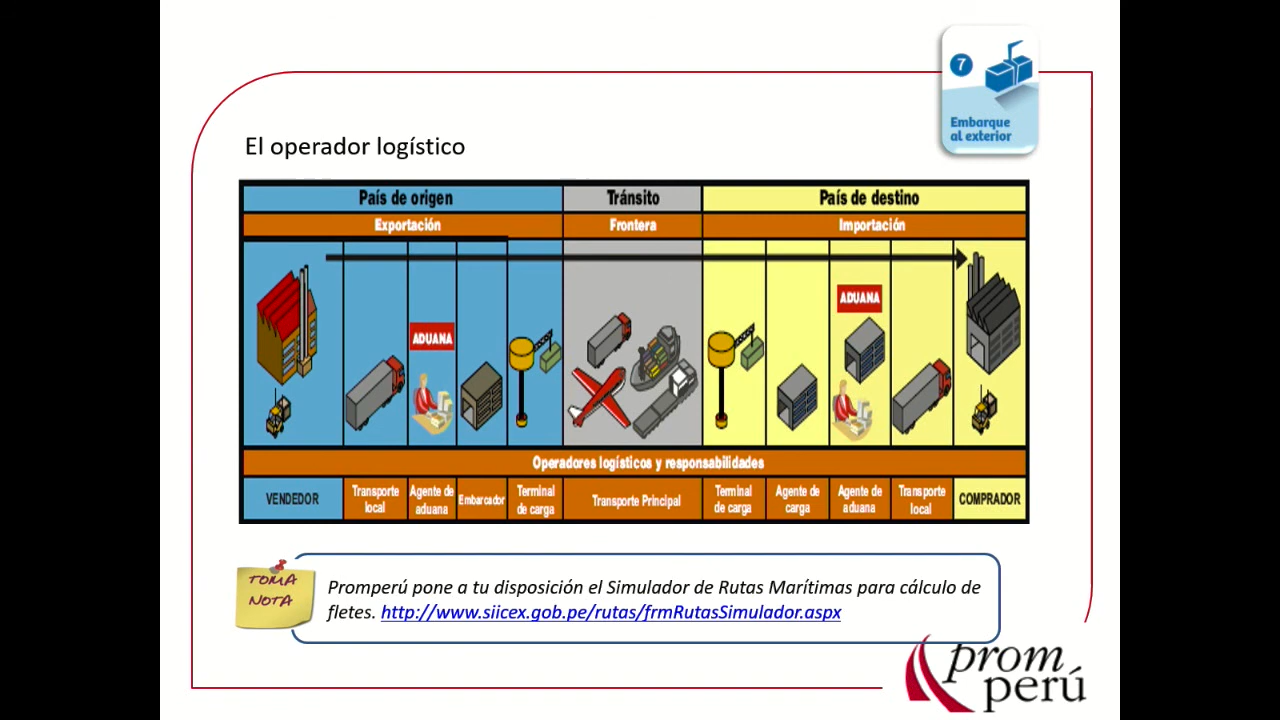 7
Embarque
al exterior
El operador logístico
País de origen
Tránsito
País de destino
Exportación
Frontera
Importación
ADUANA
ADUANA
Operadores logísticos y responsabilidades
VENDEDOR
Transporte
local
Agente de
aduana
Embarcador
Terminal
de carga
Transporte Principal
Terminal
de carga
Agente de
carga
Agente de
aduana
Transporte
local
COMPRADOR
TOMA
NOTA
Promperú pone a tu disposición el Simulador de Rutas Marítimas para cálculo de
fletes. http://www.siicex.gob.pe/rutas/frmRutasSimulador.aspx
prom
perú